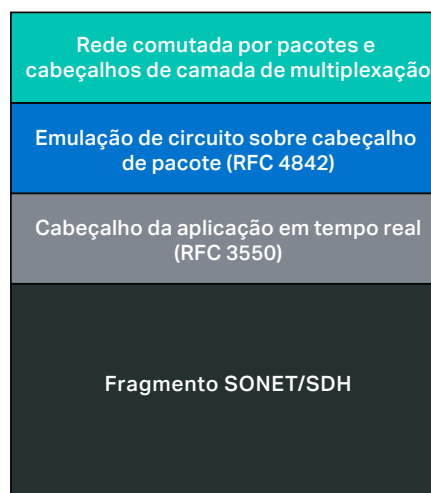 Rede comutada por pacotes e
cabeçalhos de camada de multiplexação
Emulação de circuito sobre cabeçalho
de pacote (RFC 4842)
Cabeçalho da aplicação em tempo real
(RFC 3550)
Fragmento SONET/SDH